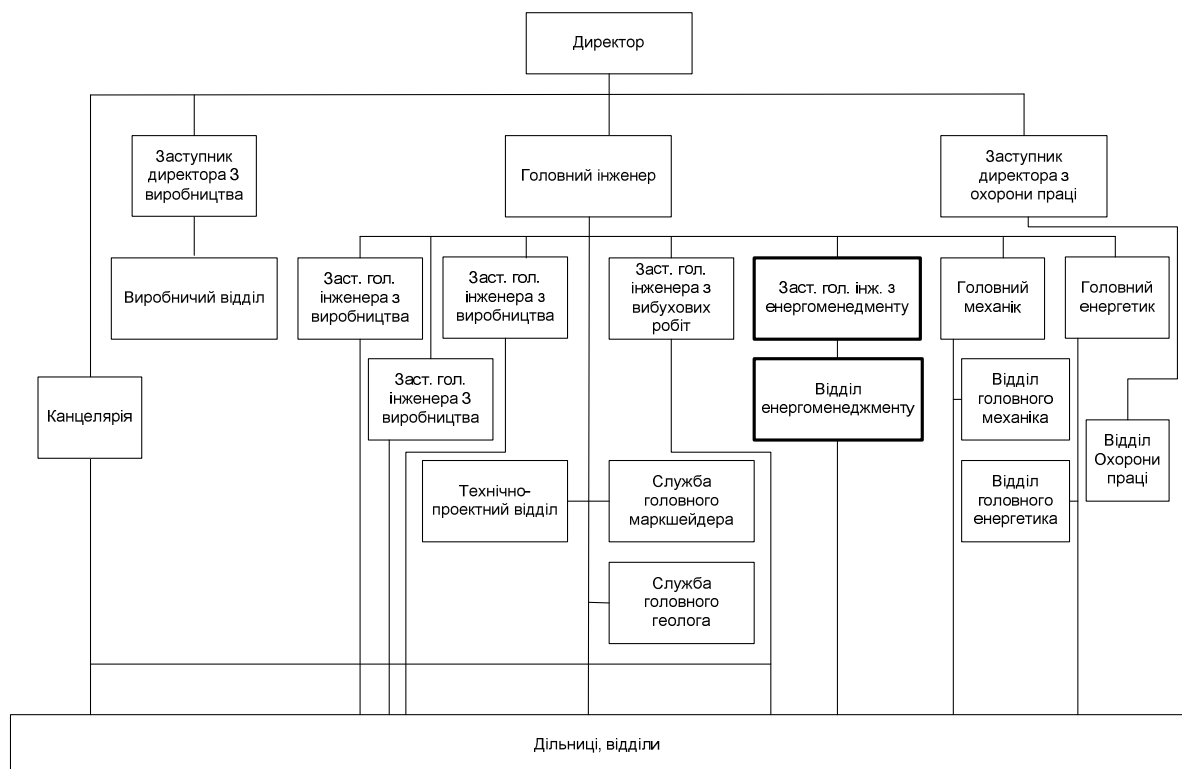 Директор
Заступник
директора З
виробництва
Головний інженер
Заступник
директора з
охорони праці
Виробничий відділ
Заст. гол.
інженера з
виробництва
Заст. гол.
інженера з
виробництва
Заст. гол.
інженера з
вибухових
робіт
Заст. гол. інж. з
енергоменедменту
Головний
механік
Головний
енергетик
Канцелярія
Заст. гол.
інженера З
виробництва
Відділ
енергоменеджменту
Відділ
головного
механіка
Відділ
Охорони
праці
Технічно-
проектний відділ
Служба
головного
маркшейдера
Відділ
головного
енергетика
Служба
головного
геолога
Дільниці, відділи